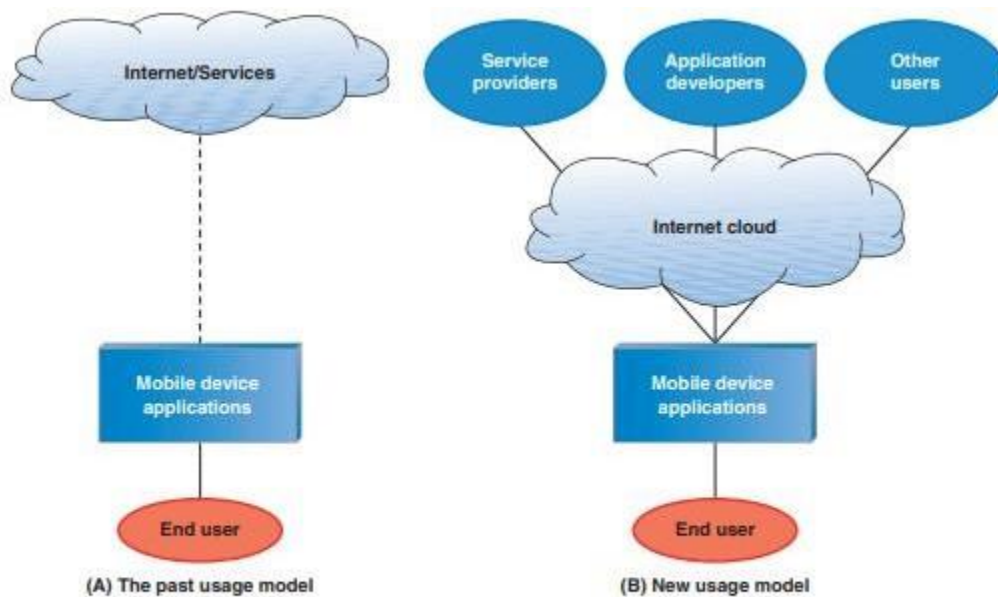 Internet/Services
Mobile device
applications
End user
(A) The past usage model
Service
providers
Application
developers
Other
users
Internet cloud
Mobile device
applications
End user
(B) New usage model